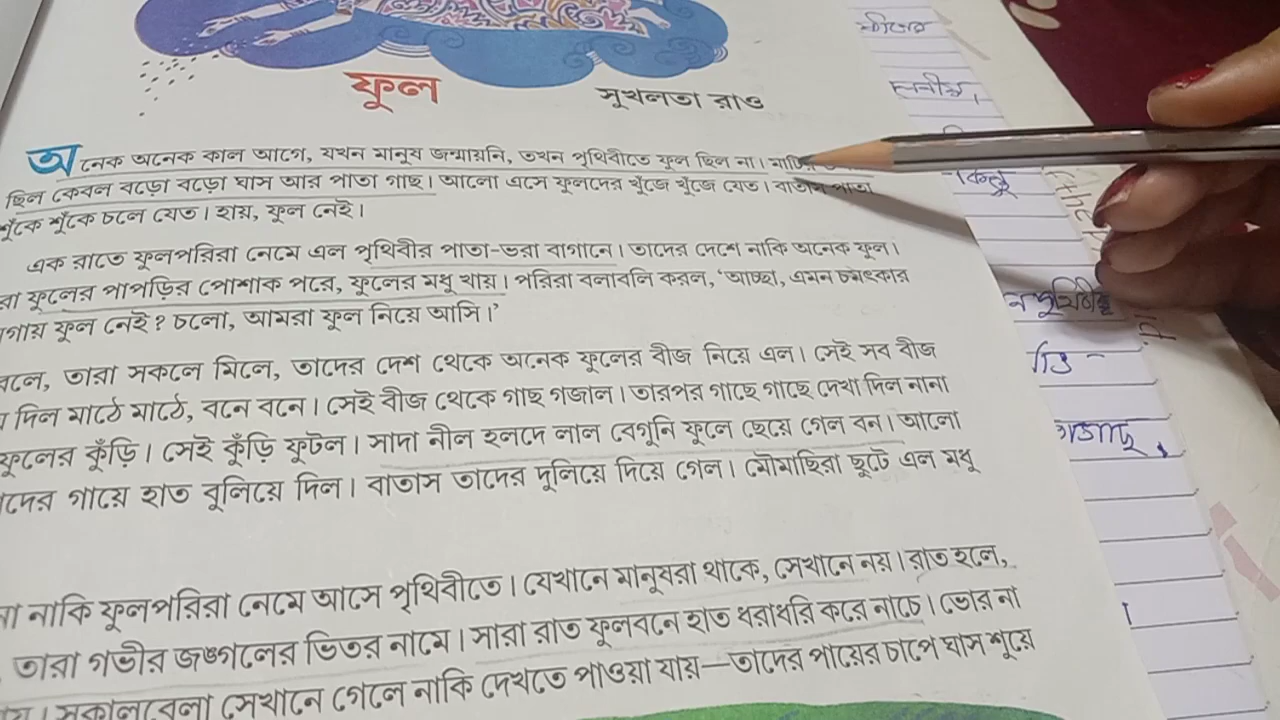 ফুল
সুখলতা রাও
অনেক অনেক কাল আগে, যখন মানুষ জন্মায়নি, তখন পৃথিবীতে ফুল ছিল না।
ছিল কেবল বড়ো বড়ো ঘাস আর পাতা গাছ। আলো এসে ফুলদের খুঁজে খুঁজে যেত। বাতাস পাতা
শুঁকে শুঁকে চলে যেত। হায়, ফুল নেই।
এক রাতে ফুলপরিরা নেমে এল পৃথিবীর পাতা-ভরা বাগানে। তাদের দেশে নাকি অনেক ফুল।
ফুলের পাপড়ির পোশাক পরে, ফুলের মধু খায়। পরিরা বলাবলি করল, ‘আচ্ছা, এমন চমৎকার
ফুল নেই? চলো, আমরা ফুল নিয়ে আসি।’
তারা সকলে মিলে, তাদের দেশ থেকে অনেক ফুলের বীজ নিয়ে এল। সেই সব বীজ
দিল মাঠে মাঠে, বনে বনে। সেই বীজ থেকে গাছ গজাল। তারপর গাছে গাছে দেখা দিল নানা
ফুলের কুঁড়ি। সেই কুঁড়ি ফুটল। সাদা নীল হলদে লাল বেগুনি ফুলে ছেয়ে গেল বন। আলো
গায়ে হাত বুলিয়ে দিল। বাতাস তাদের দুলিয়ে দিয়ে গেল। মৌমাছিরা ছুটে এল মধু
নাকি ফুলপরিরা নেমে আসে পৃথিবীতে। যেখানে মানুষরা থাকে, সেখানে নয়। রাত হলে,
তারা গভীর জঙ্গলের ভিতর নামে। সারা রাত ফুলবনে হাত ধরাধরি করে নাচে। ভোর না
সকালবেলা সেখানে গেলে নাকি দেখতে পাওয়া যায়—তাদের পায়ের চাপে ঘাস শুয়ে